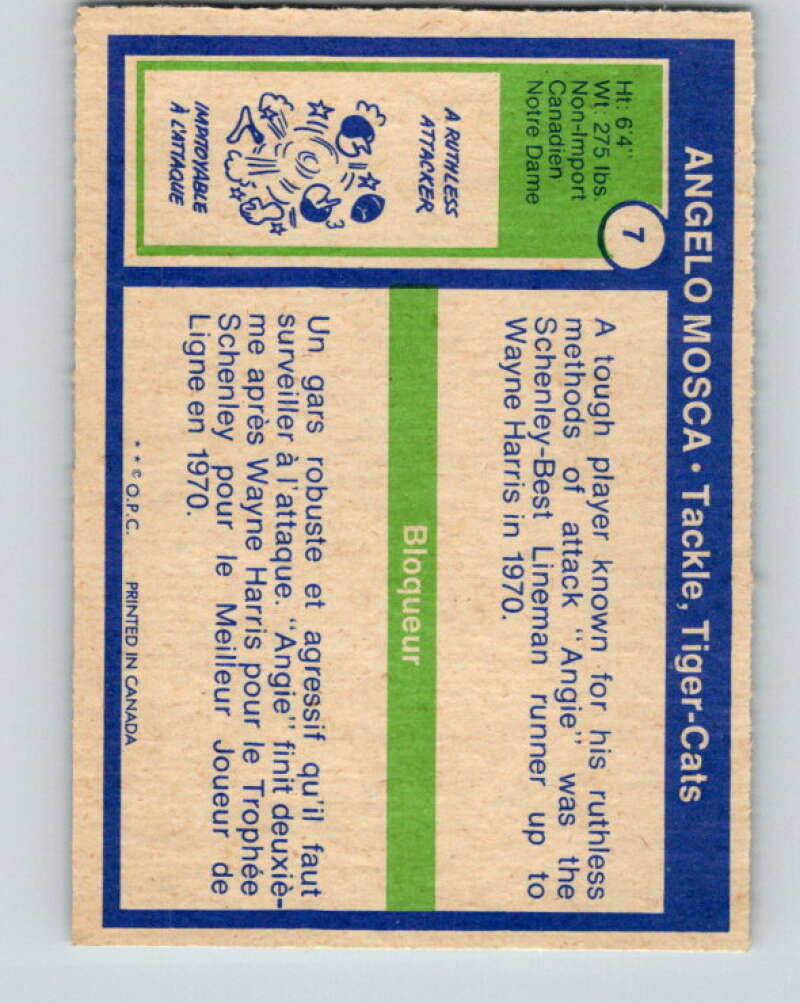 ANGELO MOSCA • Tackle, Tiger-Cats
7
Ht: 6'4"
Wt: 275 lbs.
Non-Import
Canadien
Notre Dame
A RUTHLESS
ATTACKER
IMPITOYABLE
À L'ATTAQUE
A tough player known for his ruthless
methods of attack "Angie" was the
Schenley-Best Lineman runner up to
Wayne Harris in 1970.
Bloqueur
Un gars robuste et agressif qu'il faut
surveiller à l'attaque. "Angie" finit deuxiè-
me après Wayne Harris pour le Trophée
Schenley pour le Meilleur Joueur de
Ligne en 1970.
* * © O.P.C. PRINTED IN CANADA